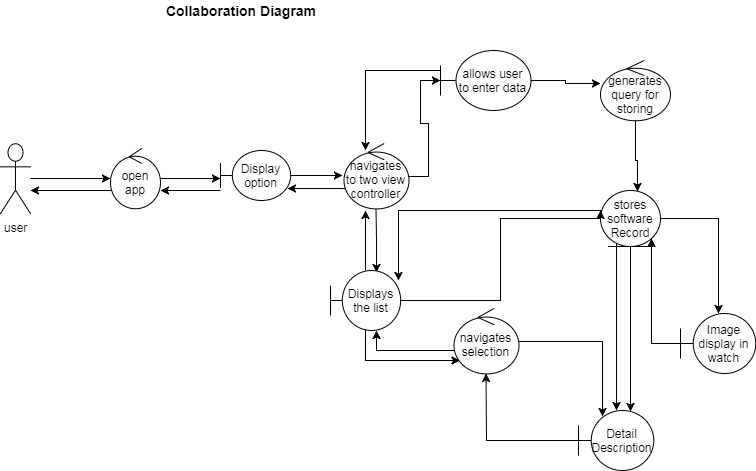 Collaboration Diagram
allows user
to enter data
generates
query for
storing
open
app
Display
option
navigates
to two view
controller
user
stores
software
Record
Displays
the list
navigates
selection
Image
display in
watch
Detail
Description